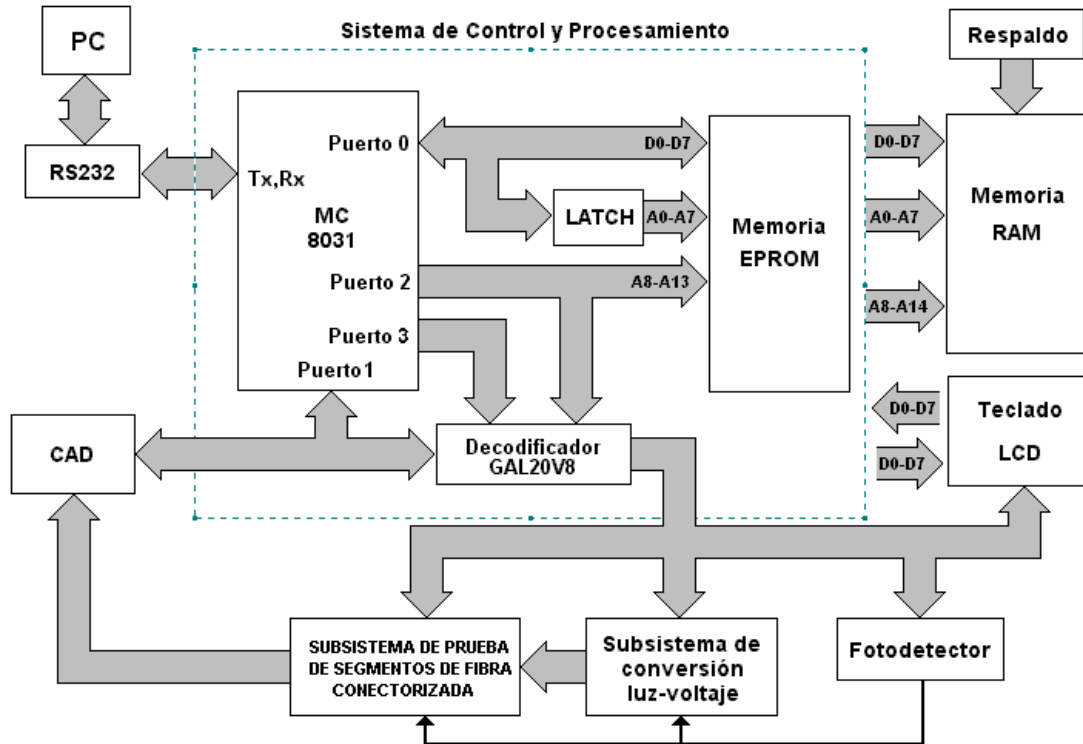 Sistema de Control y Procesamiento
PC
Respaldo
RS232
Puerto 0
Tx,Rx
MC
8031
Puerto 2
Puerto 3
Puerto 1
D0-D7
LATCH
A0-A7
A8-A13
Memoria
EPROM
D0-D7
A0-A7
A8-A14
Memoria
RAM
D0-D7
D0-D7
Teclado
LCD
CAD
Decodificador
GAL20V8
SUBSISTEMA DE PRUEBA
DE SEGMENTOS DE FIBRA
CONECTORIZADA
Subsistema de
conversión
luz-voltaje
Fotodetector